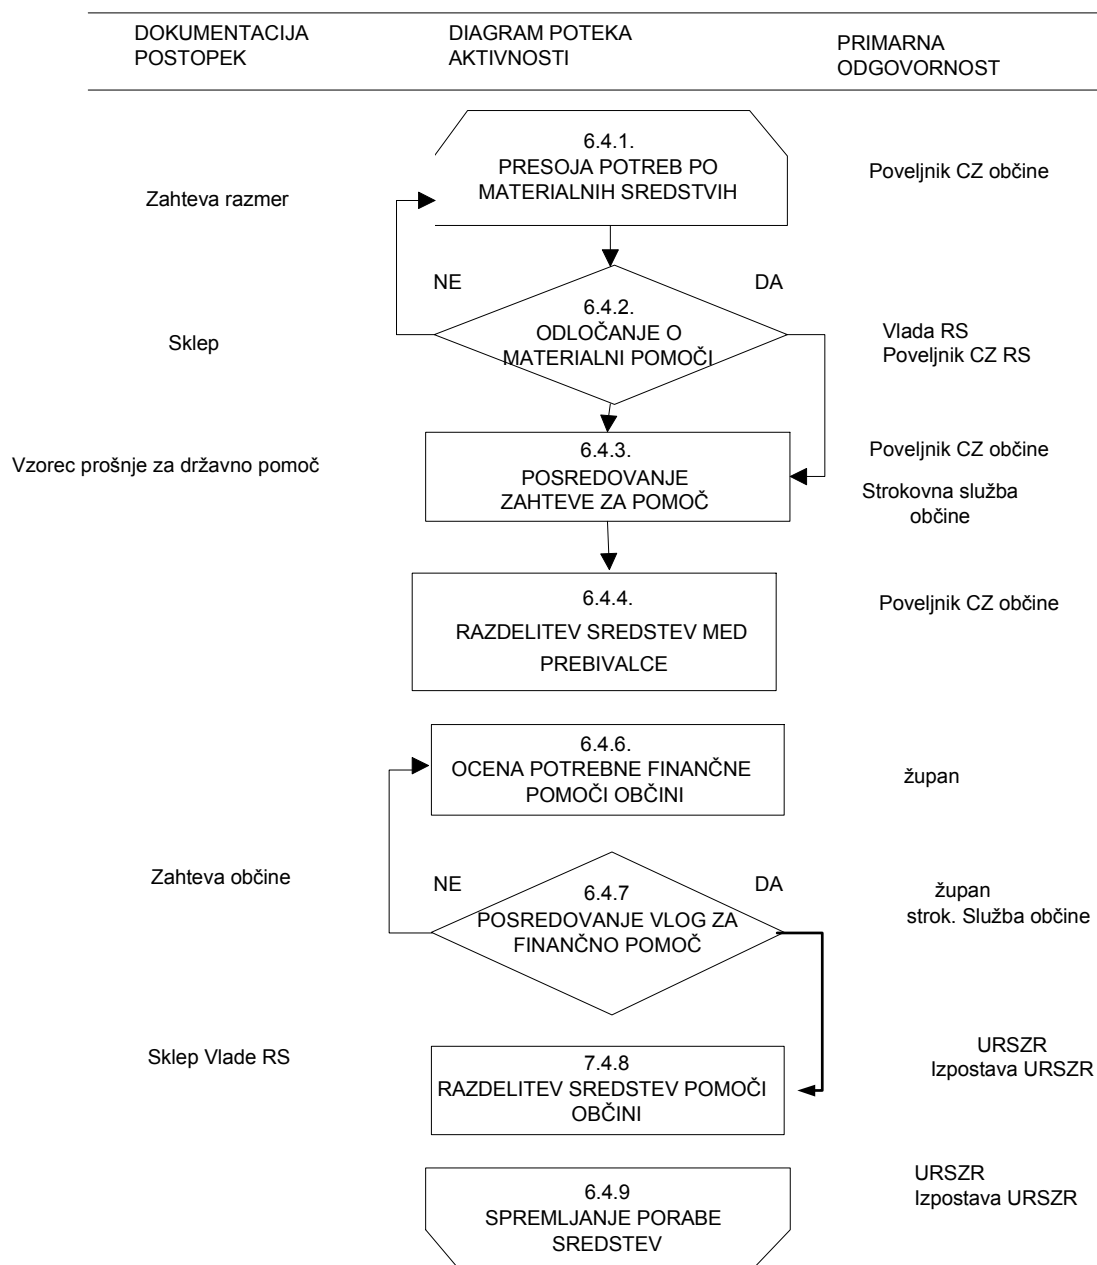 DOKUMENTACIJA
POSTOPEK
DIAGRAM POTEKA
AKTIVNOSTI
PRIMARNA
ODGOVORNOST
6.4.1.
PRESOJA POTREB PO
MATERIALNIH SREDSTVIH
Zahteva razmer
Poveljnik CZ občine
NE
DA
6.4.2.
ODLOČANJE O
MATERIALNI POMOČI
Sklep
Vlada RS
Poveljnik CZ RS
6.4.3.
POSREDOVANJE
ZAHTEVE ZA POMOČ
Vzorec prošnje za državno pomoč
Poveljnik CZ občine
Strokovna služba
občine
6.4.4.
RAZDELITEV SREDSTEV MED
PREBIVALCE
Poveljnik CZ občine
6.4.6.
OCENA POTREBNE FINANČNE
POMOČI OBČINI
župan
Zahteva občine
NE
DA
6.4.7
POSREDOVANJE VLOG ZA
FINANČNO POMOČ
župan
strok. Služba občine
Sklep Vlade RS
7.4.8
RAZDELITEV SREDSTEV POMOČI
OBČINI
URSZR
Izpostava URSZR
6.4.9
SPREMLJANJE PORABE
SREDSTEV
URSZR
Izpostava URSZR